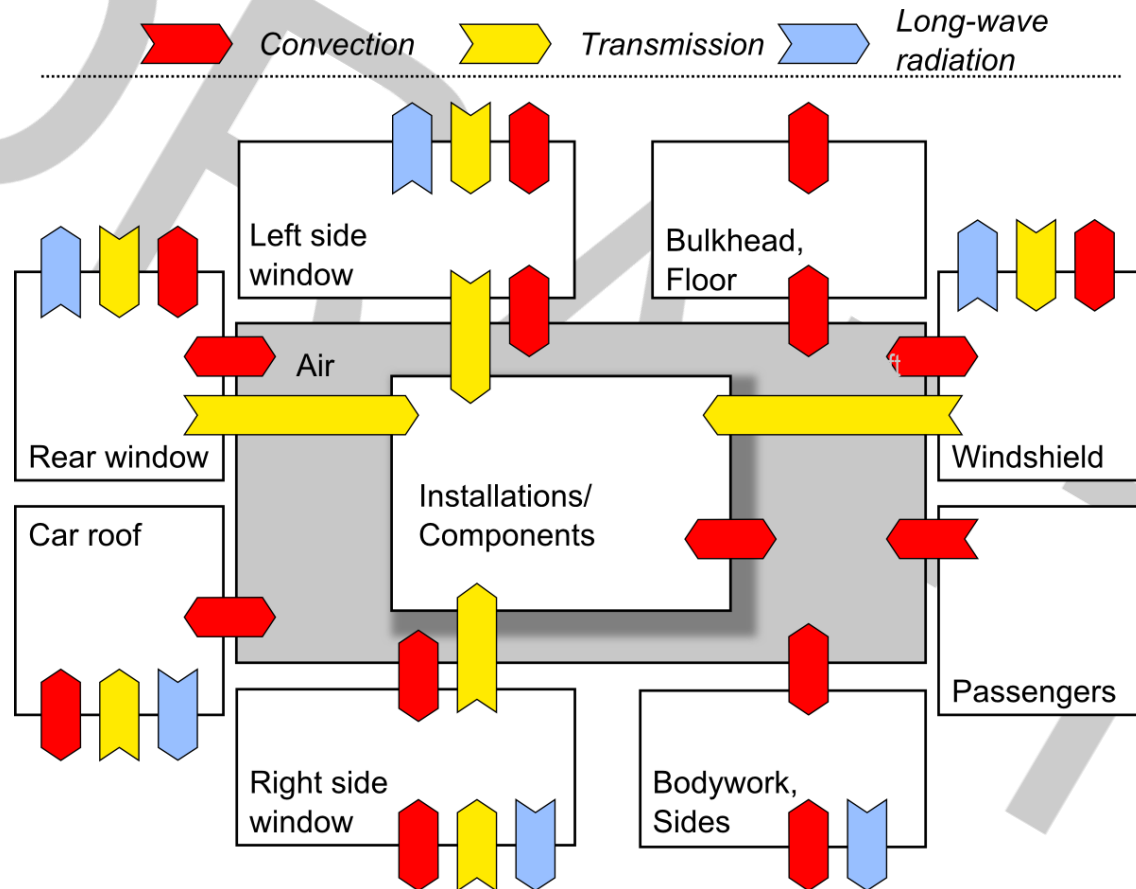 Convection
Transmission
Long-wave
radiation
Left side
window
Bulkhead,
Floor
Air
Rear window
Windshield
Car roof
Installations/
Components
Passengers
Right side
window
Bodywork,
Sides
ft